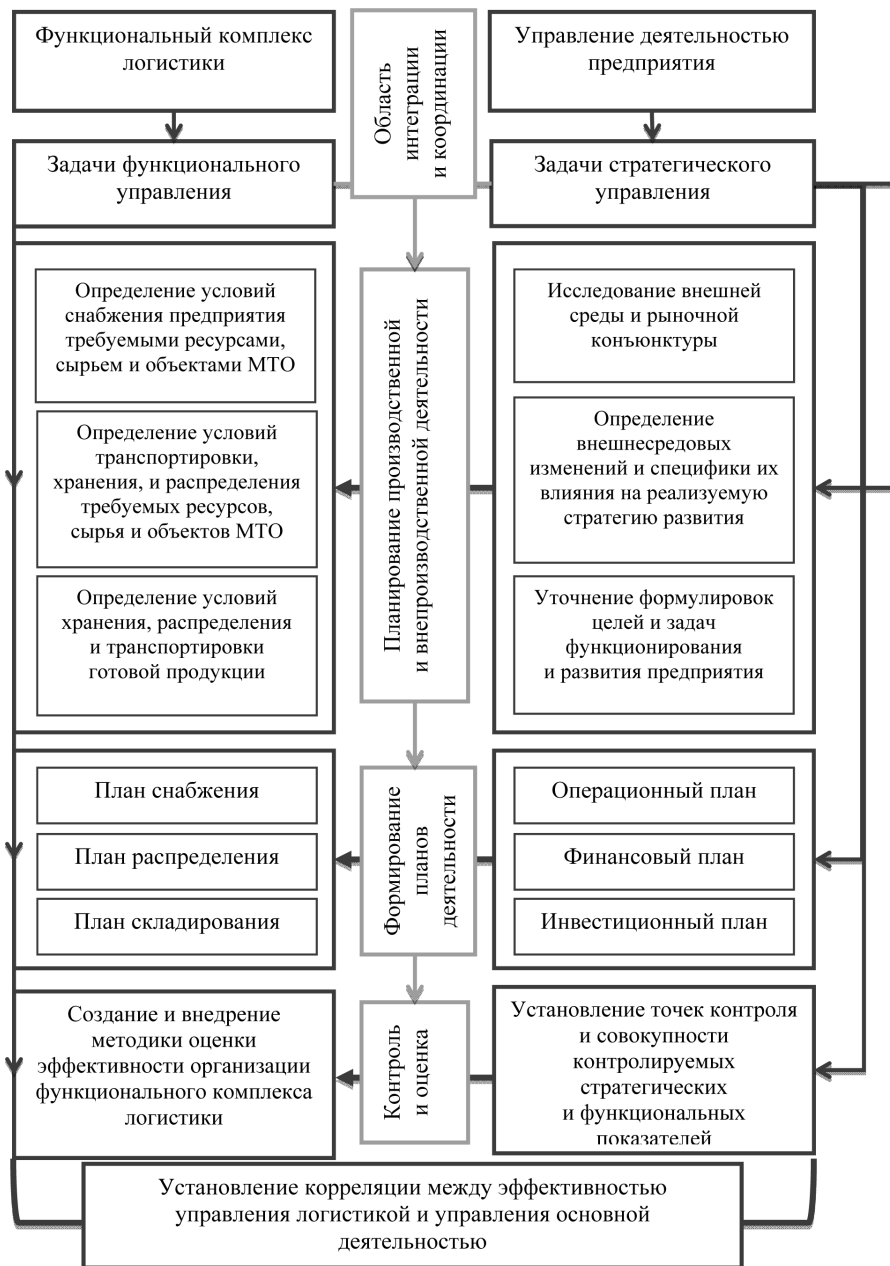 Функциональный комплекс
логистики
Область
интеграции
и координации
Управление деятельностью
предприятия
Задачи функционального
управления
Задачи стратегического
управления
Определение условий
снабжения предприятия
требуемыми ресурсами,
сырьем и объектами МТО
Определение условий
транспортировки,
хранения, и распределения
требуемых ресурсов,
сырья и объектов МТО
Определение условий
хранения, распределения
и транспортировки
готовой продукции
Планирование производственной
и внепроизводственной деятельности
Исследование внешней
среды и рыночной
конъюнктуры
Определение
внешнесредовых
изменений и специфики их
влияния на реализуемую
стратегию развития
Уточнение формулировок
целей и задач
функционирования
и развития предприятия
План снабжения
План распределения
План складирования
Формирование
планов
деятельности
Операционный план
Финансовый план
Инвестиционный план
Создание и внедрение
методики оценки
эффективности организации
функционального комплекса
логистики
Контроль
и оценка
Установление точек контроля
и совокупности
контролируемых
стратегических
и функциональных
показателей
Установление корреляции между эффективностью
управления логистикой и управления основной
деятельностью